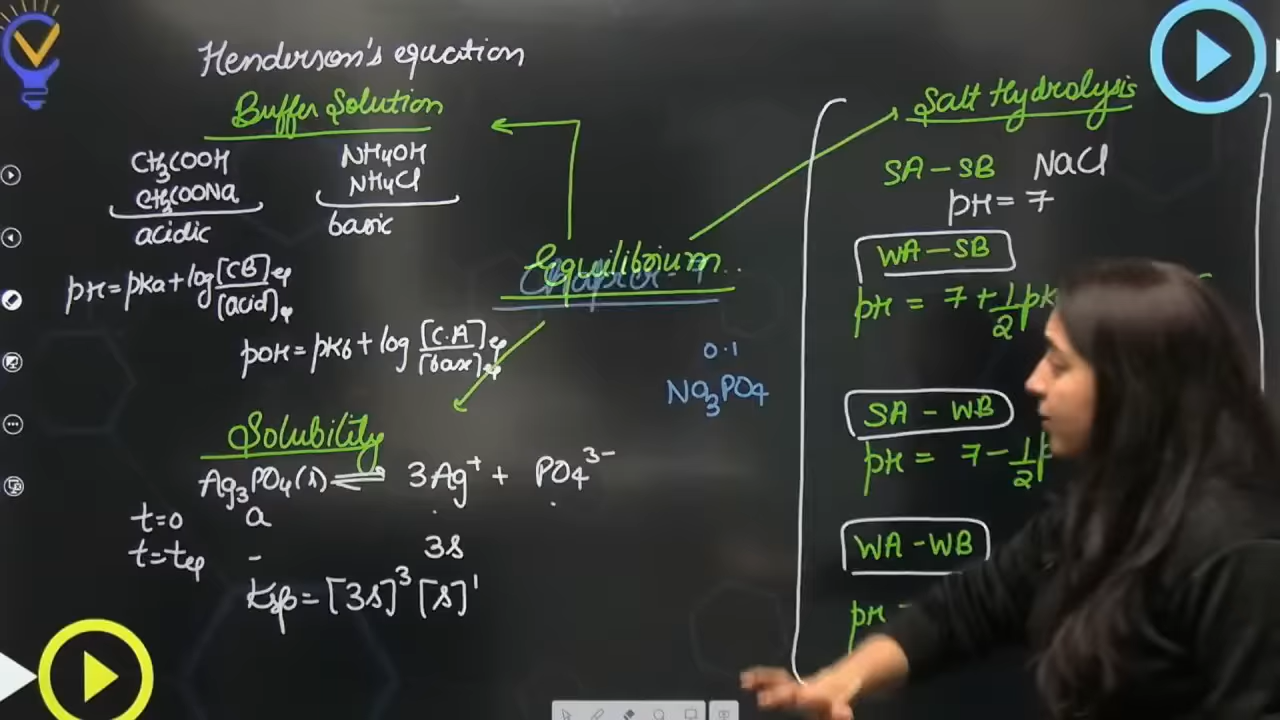 Henderson's equation
Buffer Solution
CH₃COOH
CH₃COONa
acidic
NH4OH
NH4Cl
basic
pH = pKa + log [CB]eq / [acid]eq
pOH = pKb + log [C.A]eq / [base]eq
Equilibrium
Chapter - 7
0.1
Na₃PO₄
Solubility
Ag₃PO₄(s) ⇌ 3Ag⁺ + PO₄³⁻
t=0 a
t=teq - 3s
Ksp = [3s]³ [s]¹
Salt Hydrolysis
SA - SB NaCl
pH = 7
WA - SB
pH = 7 + 1/2 pK
SA - WB
pH = 7 - 1/2 p
WA - WB
pH